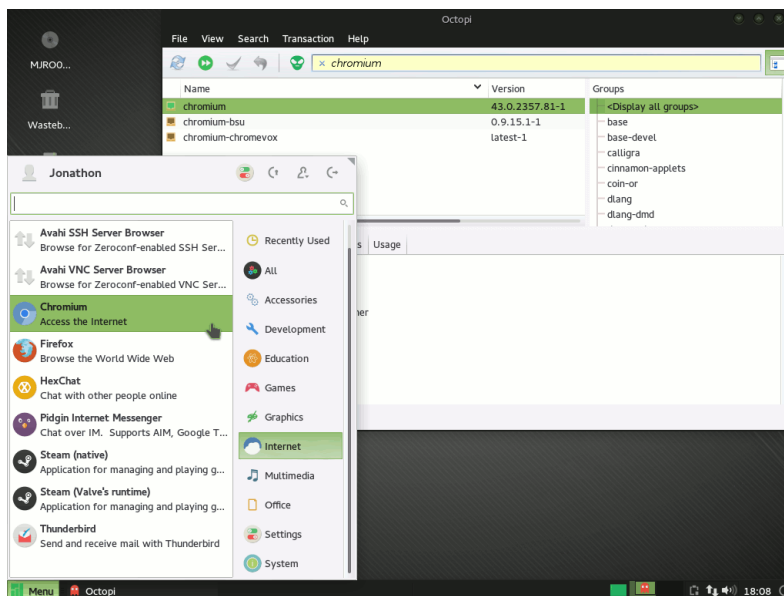 Octopi
MJROO...
Wasteb...
File View Search Transaction Help
chromium
Name Version
chromium 43.0.2357.81-1
chromium-bsu 0.9.15.1-1
chromium-chromevox latest-1
Groups
<Display all groups>
base
base-devel
calligra
cinnamon-applets
coin-or
dlang
dlang-dmd
s Usage
ner
Jonathon
Avahi SSH Server Browser
Browse for Zeroconf-enabled SSH Ser...
Avahi VNC Server Browser
Browse for Zeroconf-enabled VNC Ser...
Chromium
Access the Internet
Firefox
Browse the World Wide Web
HexChat
Chat with other people online
Pidgin Internet Messenger
Chat over IM. Supports AIM, Google T...
Steam (native)
Application for managing and playing g...
Steam (Valve's runtime)
Application for managing and playing g...
Thunderbird
Send and receive mail with Thunderbird
Recently Used
All
Accessories
Development
Education
Games
Graphics
Internet
Multimedia
Office
Settings
System
Menu Octopi 18:08